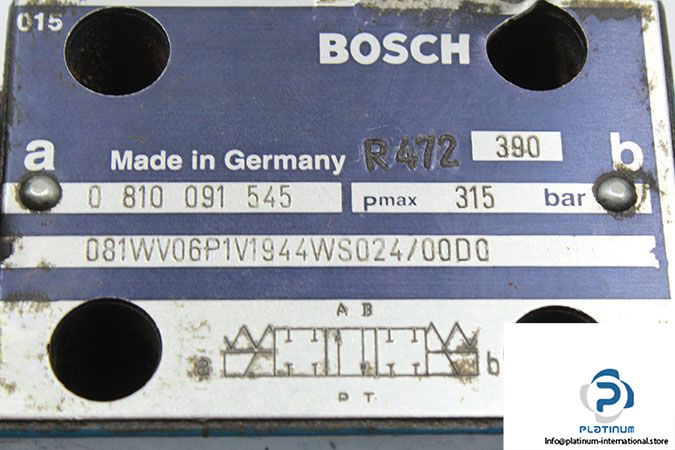 015
BOSCH
a Made in Germany R472 390 b
0 810 091 545 pmax 315 bar
081WV06P1V1944WS024/00D0
A B
a b
P T
PLATINUM
Info@platinum-international.store